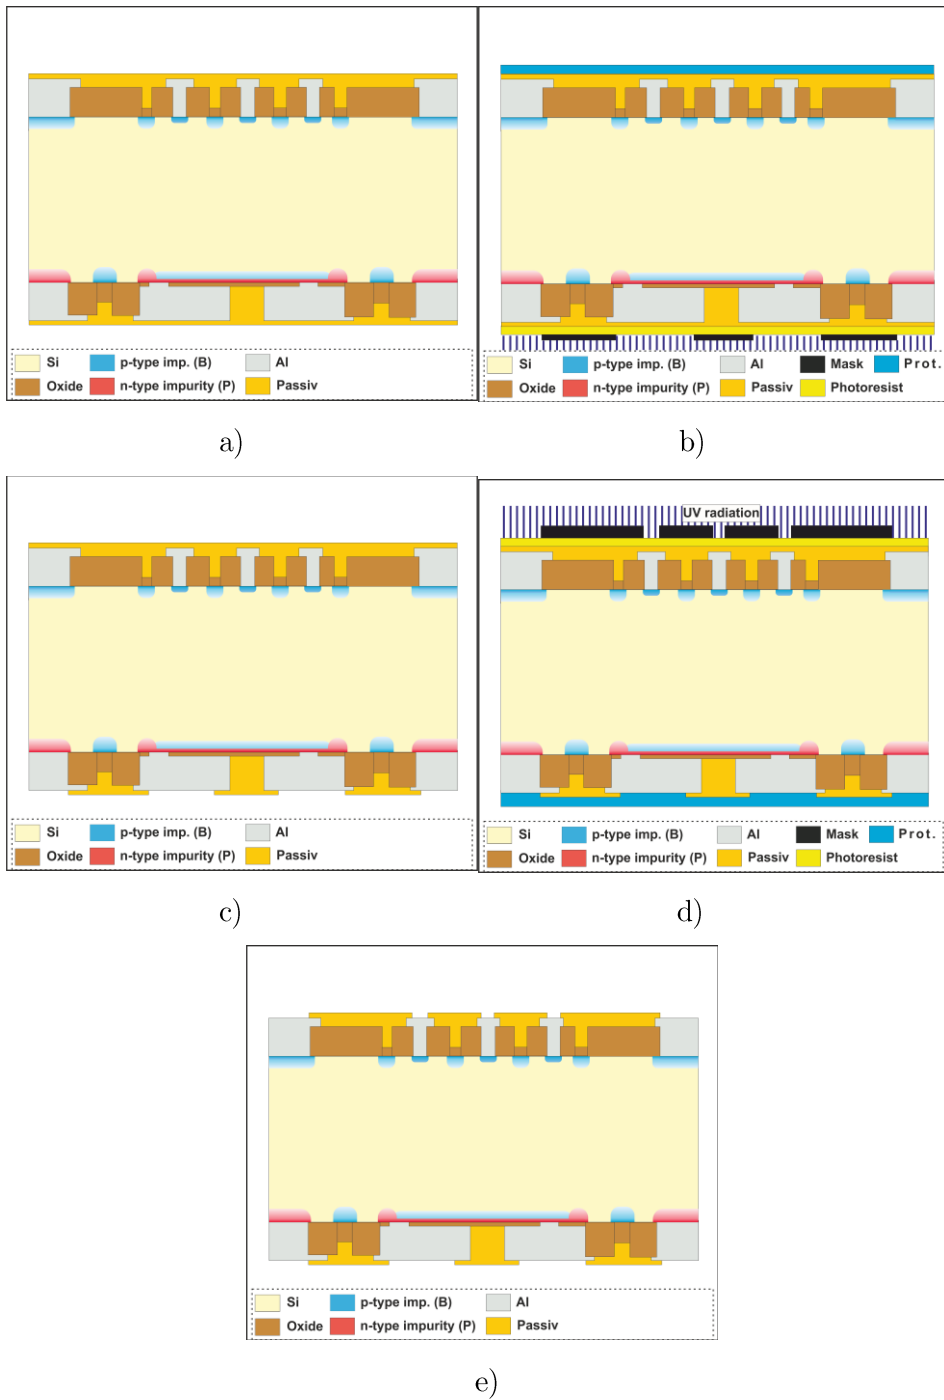 Si p-type imp. (B) Al
Oxide n-type impurity (P) Passiv
a)
Si p-type imp. (B) Al Mask Prot.
Oxide n-type impurity (P) Passiv Photoresist
b)
Si p-type imp. (B) Al
Oxide n-type impurity (P) Passiv
c)
UV radiation
Si p-type imp. (B) Al Mask Prot.
Oxide n-type impurity (P) Passiv Photoresist
d)
Si p-type imp. (B) Al
Oxide n-type impurity (P) Passiv
e)